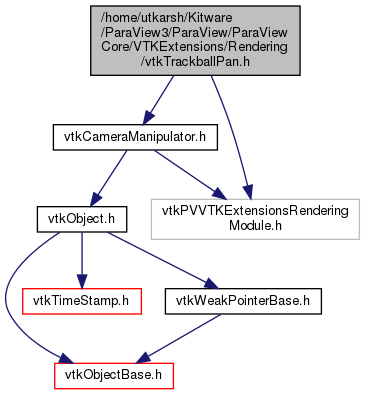 /home/utkarsh/Kitware
/ParaView3/ParaView/ParaView
Core/VTKExtensions/Rendering
/vtkTrackballPan.h
vtkCameraManipulator.h
vtkPVVTKExtensionsRendering
Module.h
vtkObject.h
vtkTimeStamp.h
vtkWeakPointerBase.h
vtkObjectBase.h